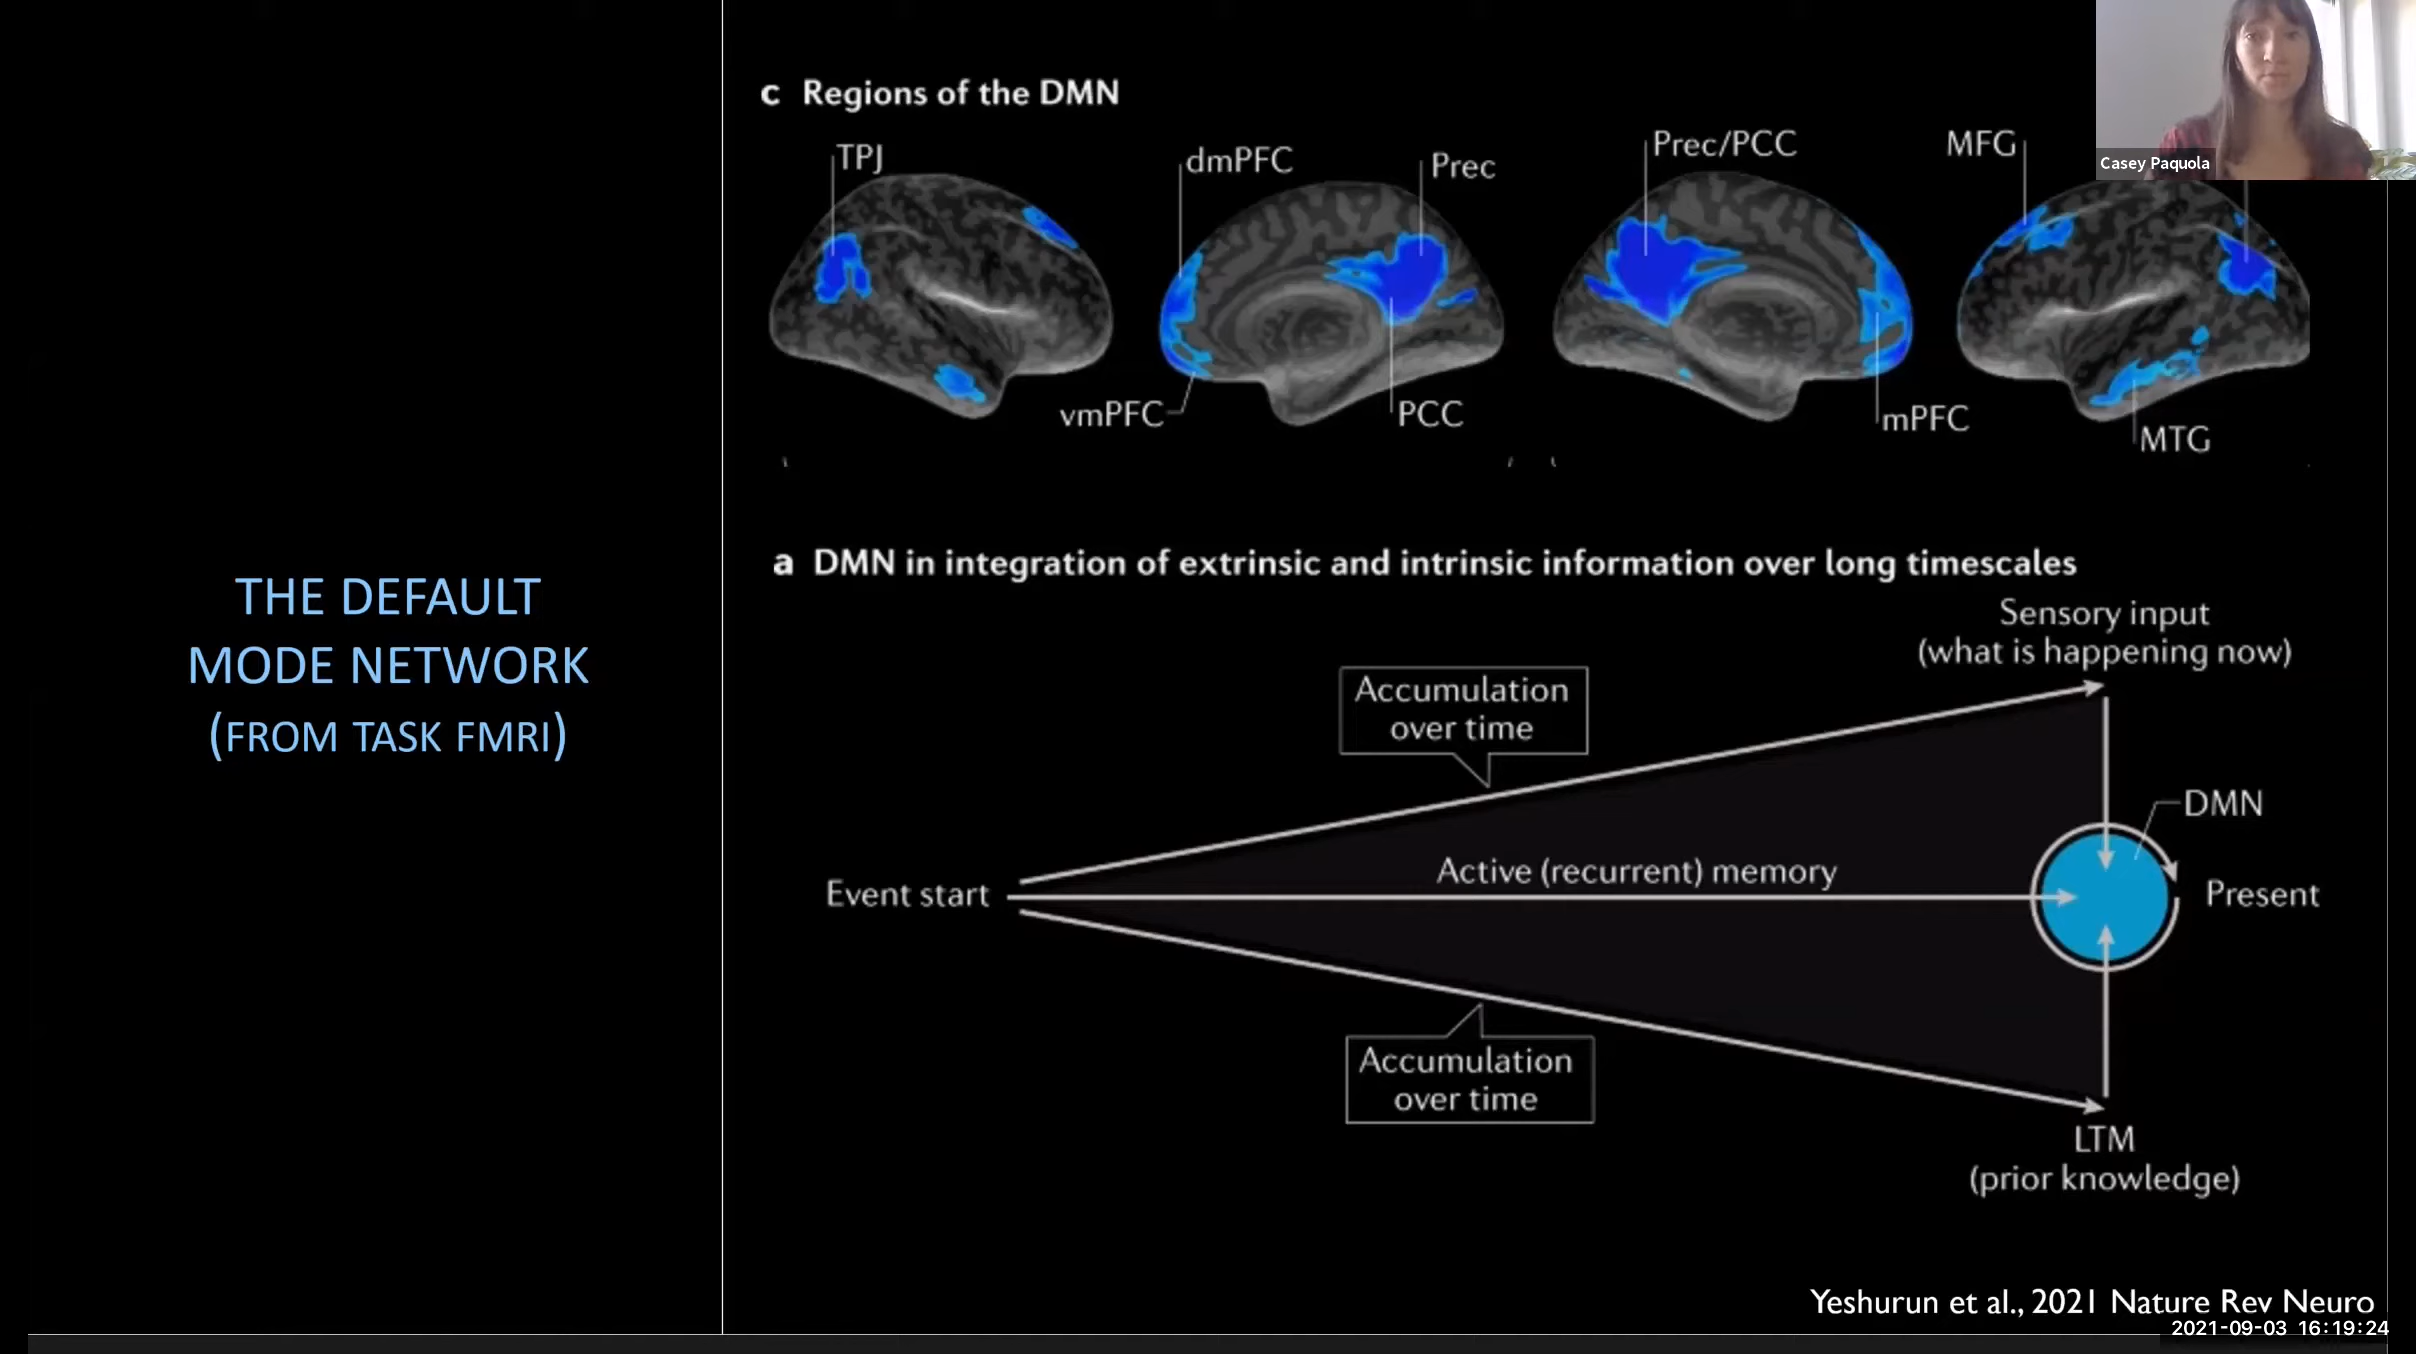 THE DEFAULT
MODE NETWORK
(FROM TASK FMRI)
c Regions of the DMN
TPJ
dmPFC
Prec
Prec/PCC
MFG
vmPFC
PCC
mPFC
MTG
Casey Paquola
a DMN in integration of extrinsic and intrinsic information over long timescales
Sensory input
(what is happening now)
Accumulation
over time
DMN
Active (recurrent) memory
Event start
Present
Accumulation
over time
LTM
(prior knowledge)
Yeshurun et al., 2021 Nature Rev Neuro
2021-09-03 16:19:24